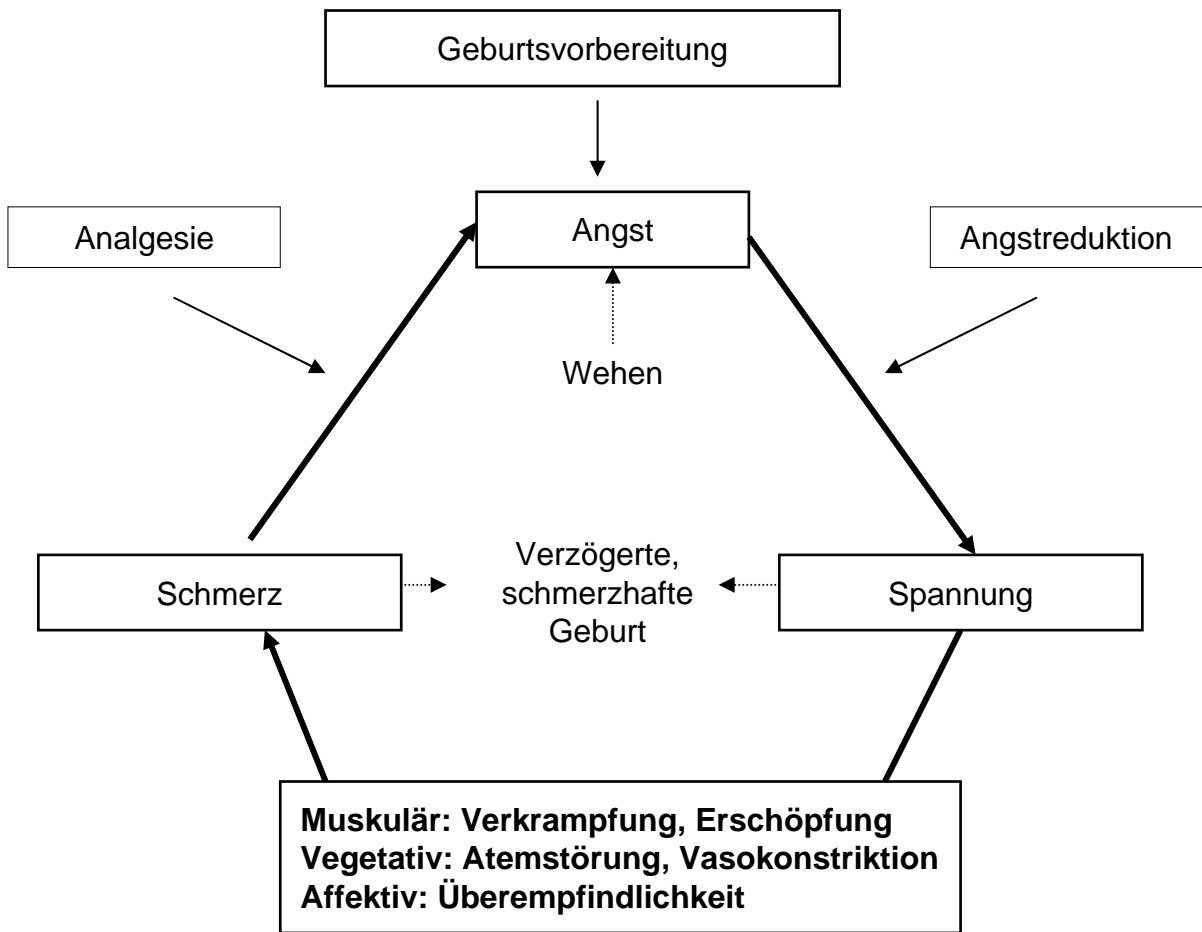 Geburtsvorbereitung
Analgesie
Angst
Angstreduktion
Wehen
Schmerz
Verzögerte,
schmerzhafte
Geburt
Spannung
Muskulär: Verkrampfung, Erschöpfung
Vegetativ: Atemstörung, Vasokonstriktion
Affektiv: Überempfindlichkeit